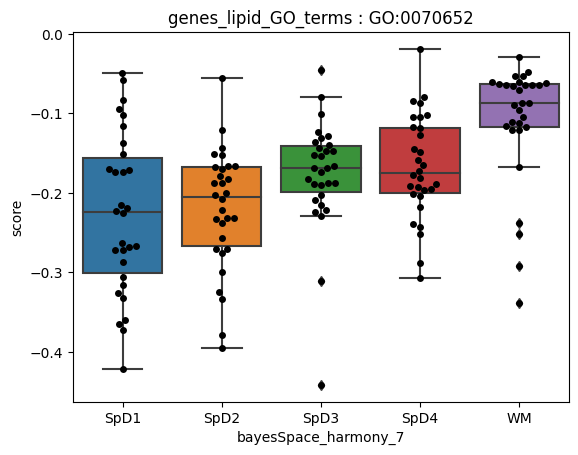 genes_lipid_GO_terms : GO:0070652
score
0.0
−0.1
−0.2
−0.3
−0.4
SpD1 SpD2 SpD3 SpD4 WM
bayesSpace_harmony_7